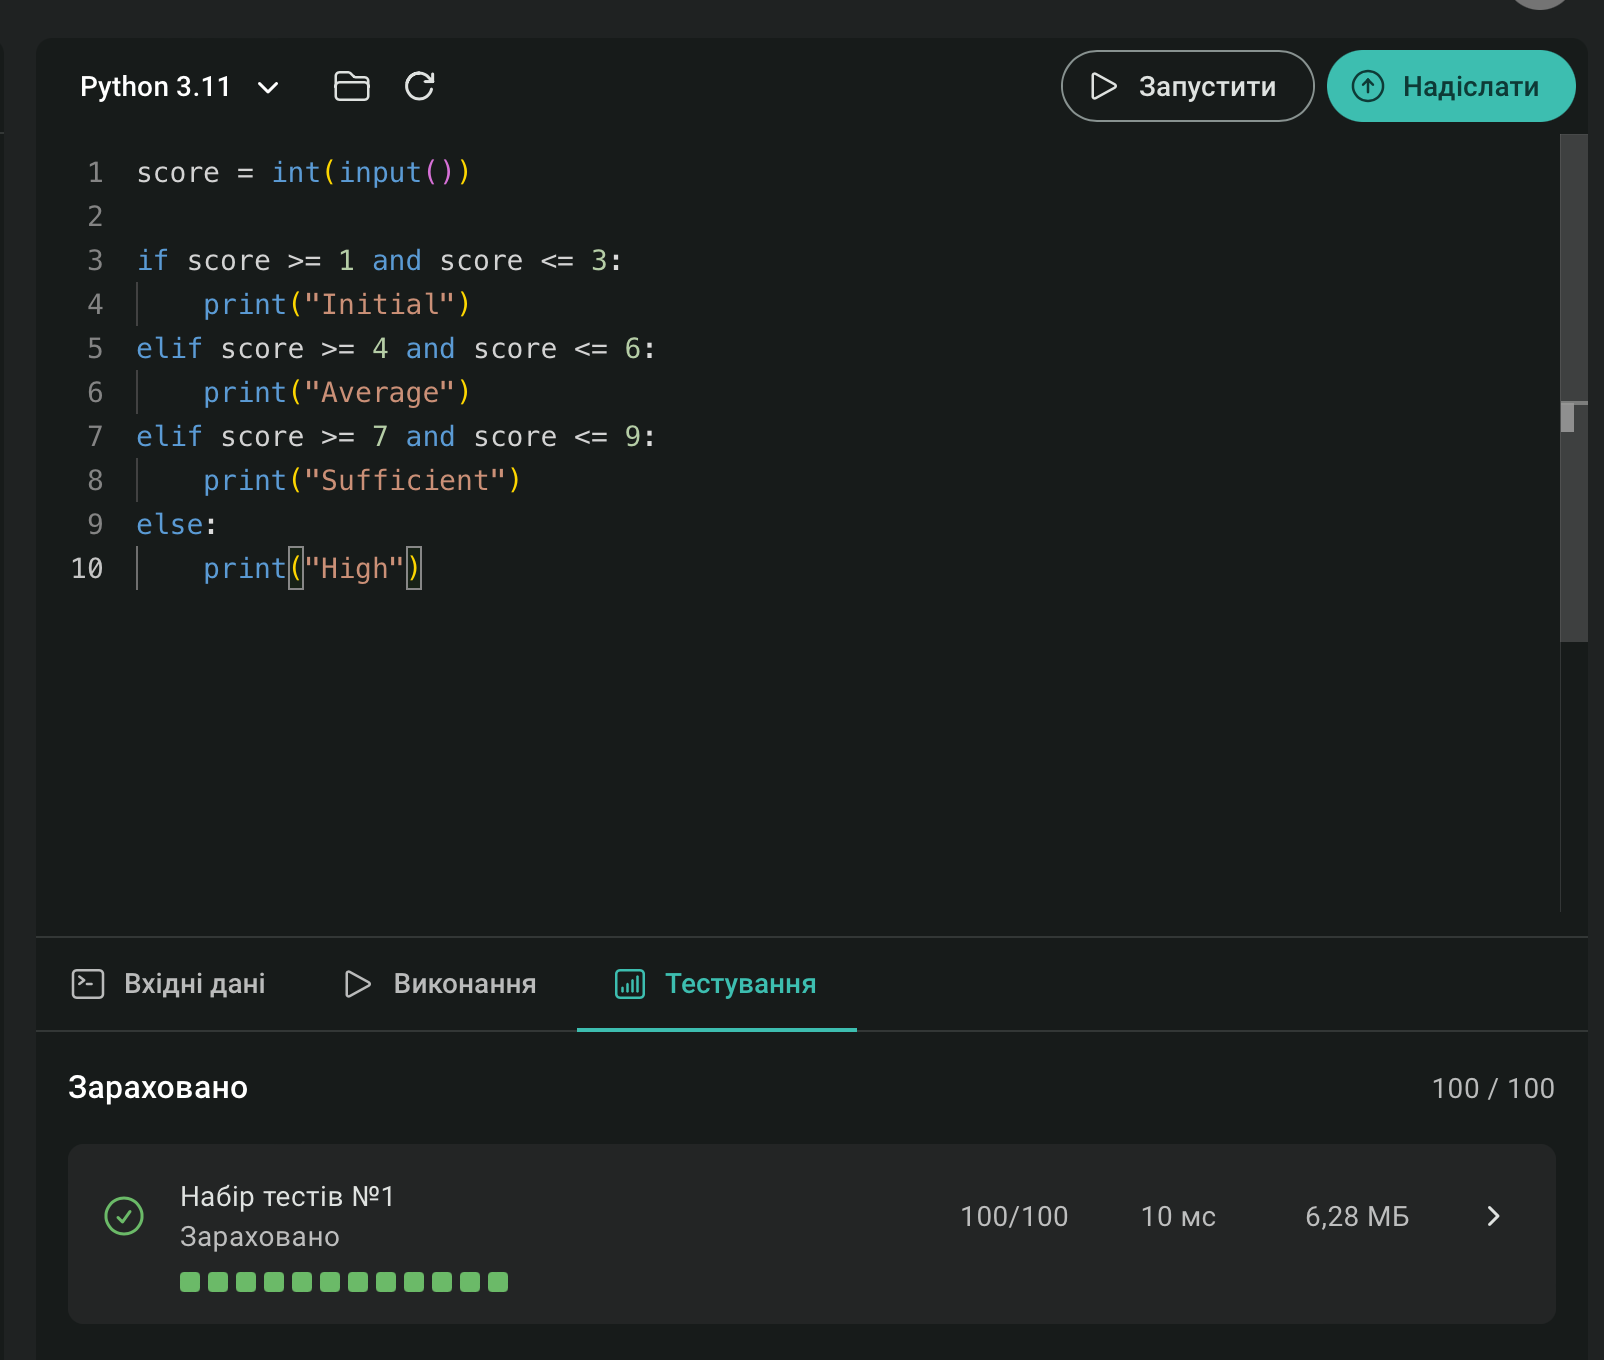 Python 3.11
Запустити
Надіслати
1 score = int(input())
2
3 if score >= 1 and score <= 3:
4     print("Initial")
5 elif score >= 4 and score <= 6:
6     print("Average")
7 elif score >= 7 and score <= 9:
8     print("Sufficient")
9 else:
10     print("High")
Вхідні дані
Виконання
Тестування
Зараховано
100 / 100
Набір тестів №1
Зараховано
100/100
10 мс
6,28 МБ